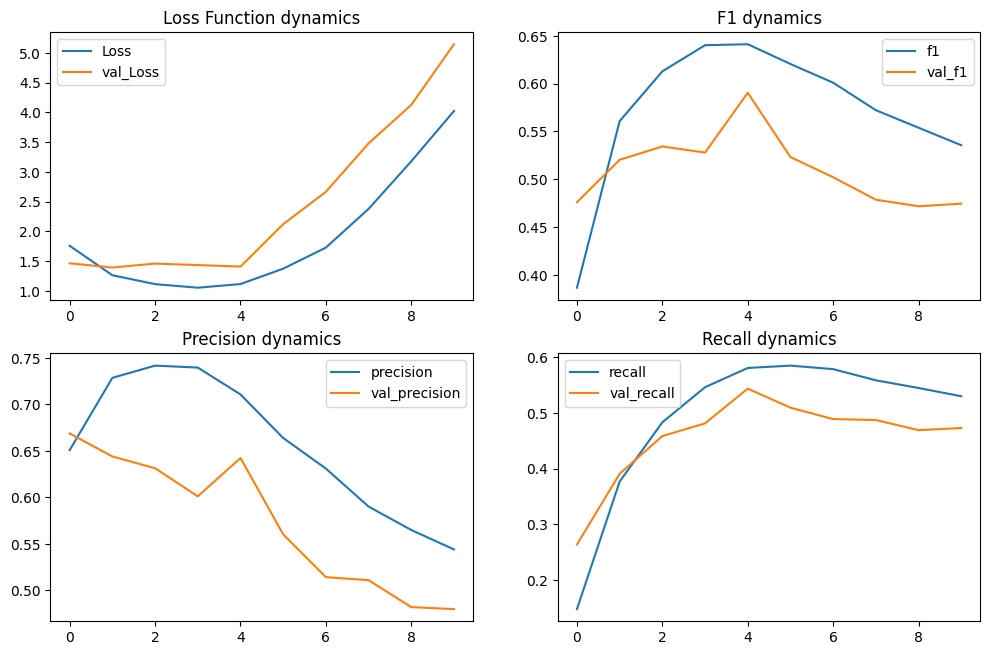 Loss Function dynamics
Loss
val_Loss
5.0
4.5
4.0
3.5
3.0
2.5
2.0
1.5
1.0
0 2 4 6 8
F1 dynamics
f1
val_f1
0.65
0.60
0.55
0.50
0.45
0.40
0 2 4 6 8
Precision dynamics
precision
val_precision
0.75
0.70
0.65
0.60
0.55
0.50
0 2 4 6 8
Recall dynamics
recall
val_recall
0.6
0.5
0.4
0.3
0.2
0 2 4 6 8